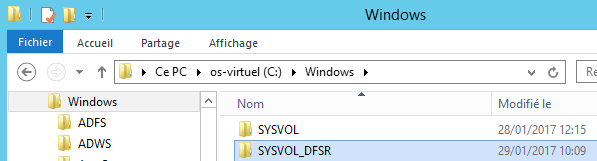 Windows
Fichier Accueil Partage Affichage
Ce PC os-virtuel (C:) Windows Re
Windows Nom Modifié le
ADFS SYSVOL 28/01/2017 12:15
ADWS SYSVOL_DFSR 29/01/2017 10:09